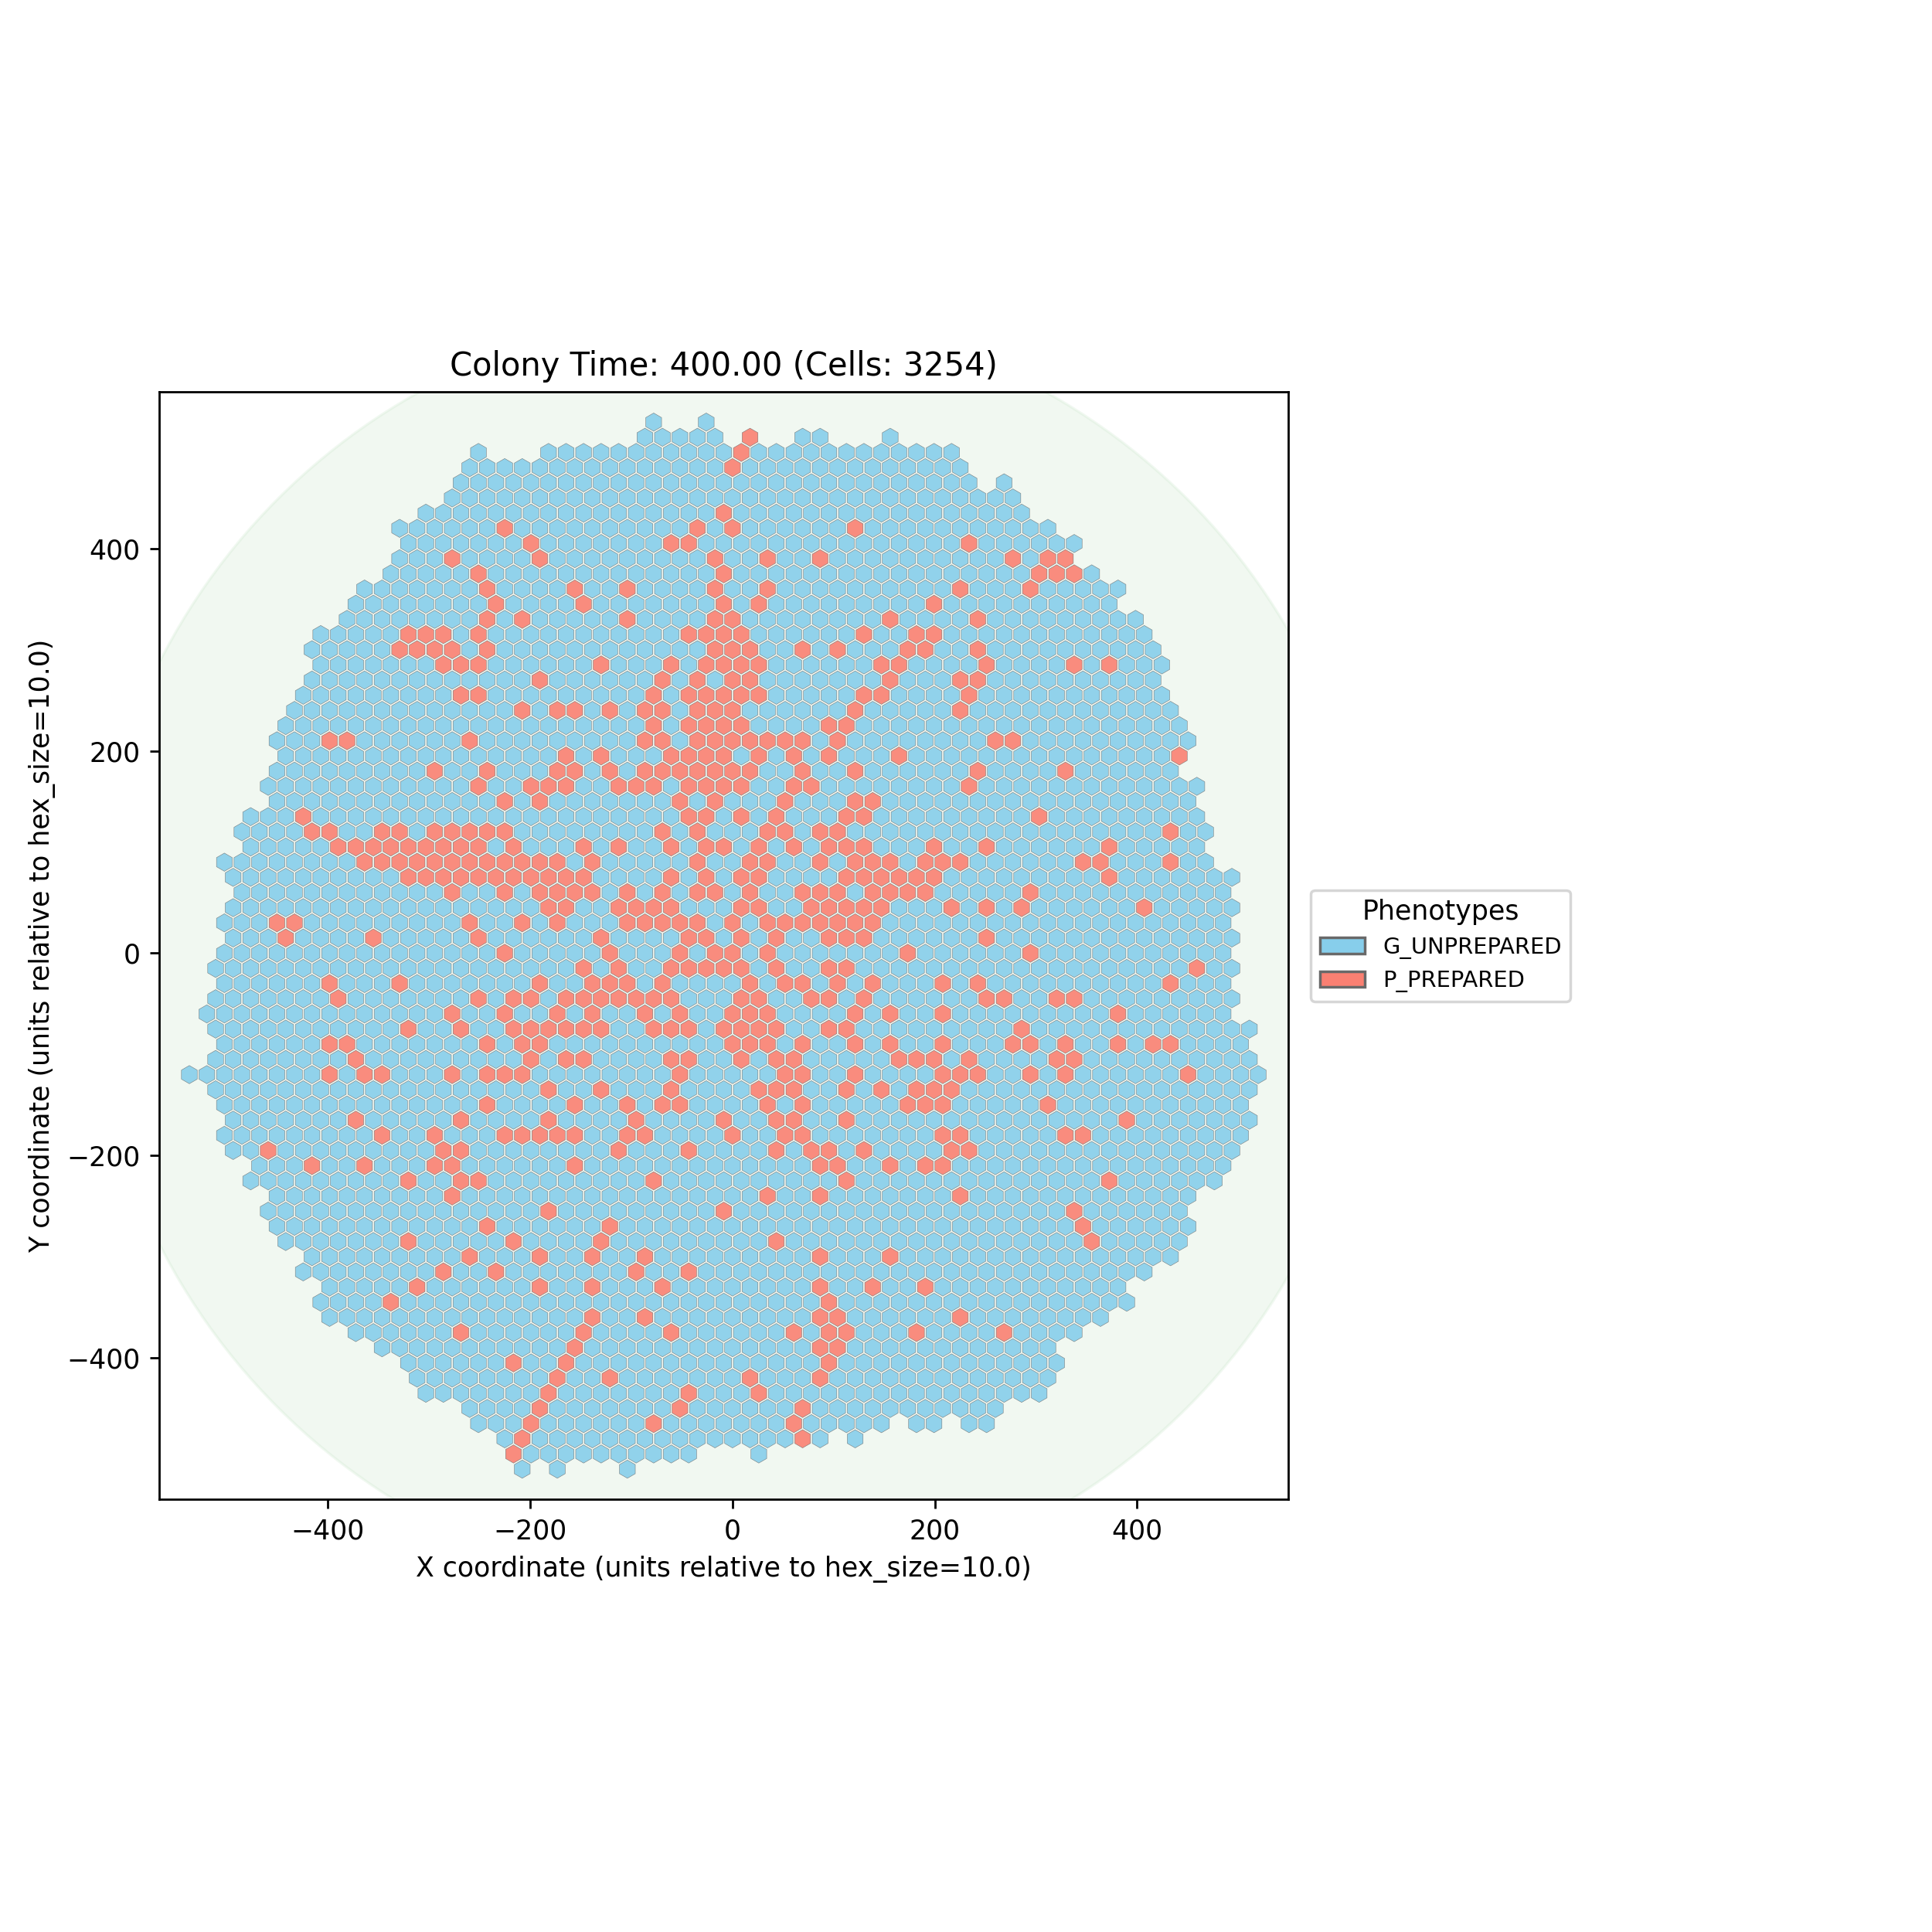 Colony Time: 400.00 (Cells: 3254)
400
200
0
−200
−400
Y coordinate (units relative to hex_size=10.0)
−400
−200
0
200
400
X coordinate (units relative to hex_size=10.0)
Phenotypes
G_UNPREPARED
P_PREPARED